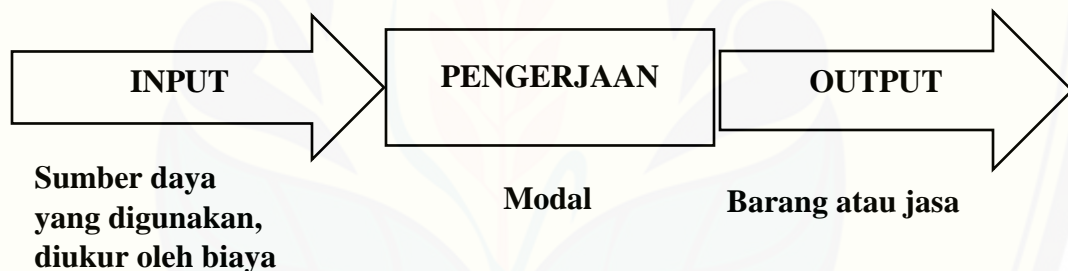 INPUT
PENGERJAAN
OUTPUT
Sumber daya
yang digunakan,
diukur oleh biaya
Modal
Barang atau jasa